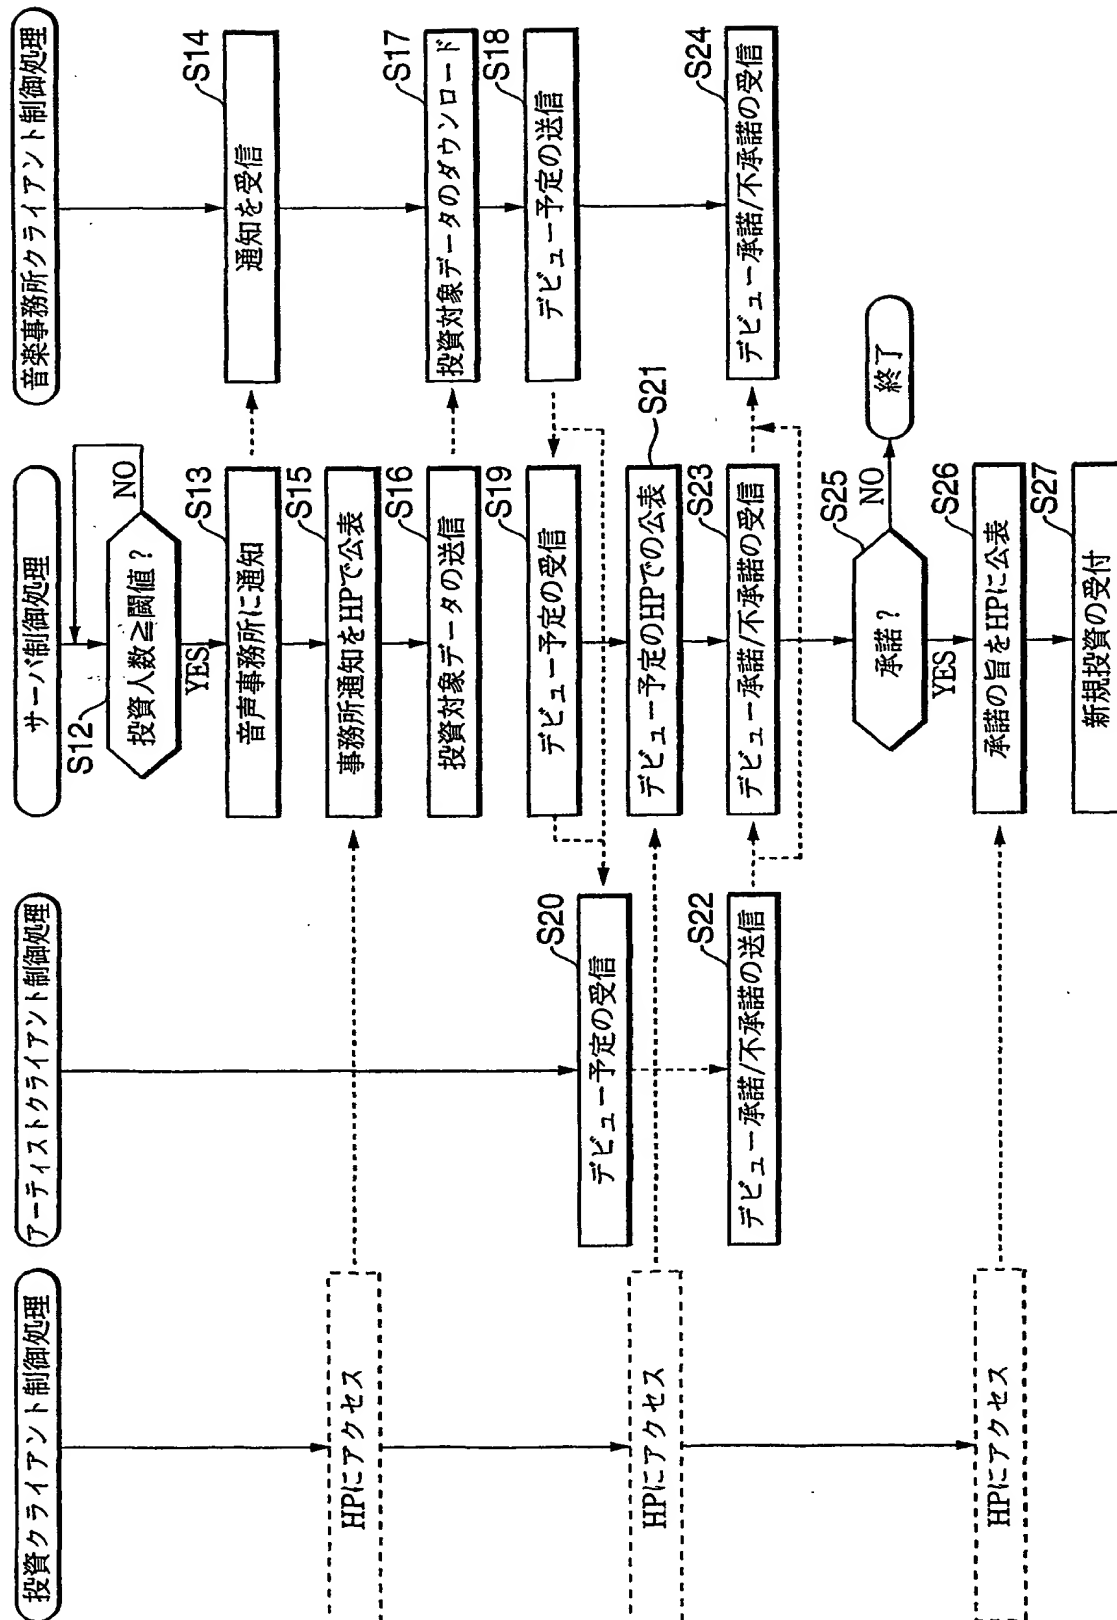 投資クライアント制御処理
HPにアクセス
HPにアクセス
HPにアクセス
アーティストクライアント制御処理
S20
デビュー予定の受信
S22
デビュー承諾/不承諾の送信
サーバ制御処理
S12
投資人数≧閾値?
NO
YES
S13
音声事務所に通知
S15
事務所通知をHPで公表
S16
投資対象データの送信
S19
デビュー予定の受信
S21
デビュー予定のHPでの公表
S23
デビュー承諾/不承諾の受信
S25
承諾?
NO
終了
YES
S26
承諾の旨をHPに公表
S27
新規投資の受付
音楽事務所クライアント制御処理
S14
通知を受信
S17
投資対象データのダウンロード
S18
デビュー予定の送信
S24
デビュー承諾/不承諾の受信